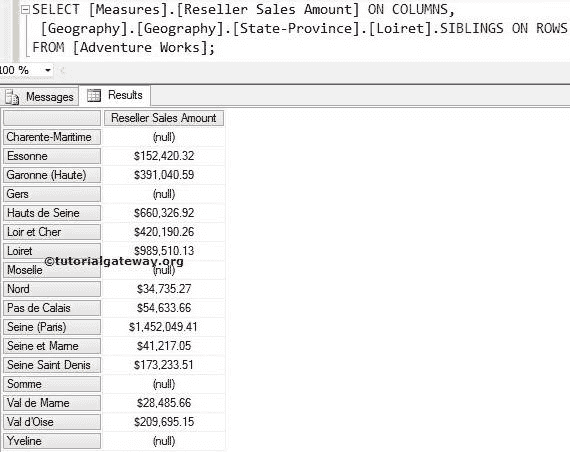 SELECT [Measures].[Reseller Sales Amount] ON COLUMNS,
[Geography].[Geography].[State-Province].[Loiret].SIBLINGS ON ROWS
FROM [Adventure Works];
100 %
Messages Results
Reseller Sales Amount
Charente-Maritime (null)
Essonne $152,420.32
Garonne (Haute) $391,040.59
Gers (null)
Hauts de Seine $660,326.92
Loir et Cher $420,190.26
Loiret $989,510.13
©tutorialgateway.org
Moselle (null)
Nord $34,735.27
Pas de Calais $54,633.66
Seine (Paris) $1,452,049.41
Seine et Marne $41,217.05
Seine Saint Denis $173,233.51
Somme (null)
Val de Marne $28,485.66
Val d'Oise $209,695.15
Yveline (null)